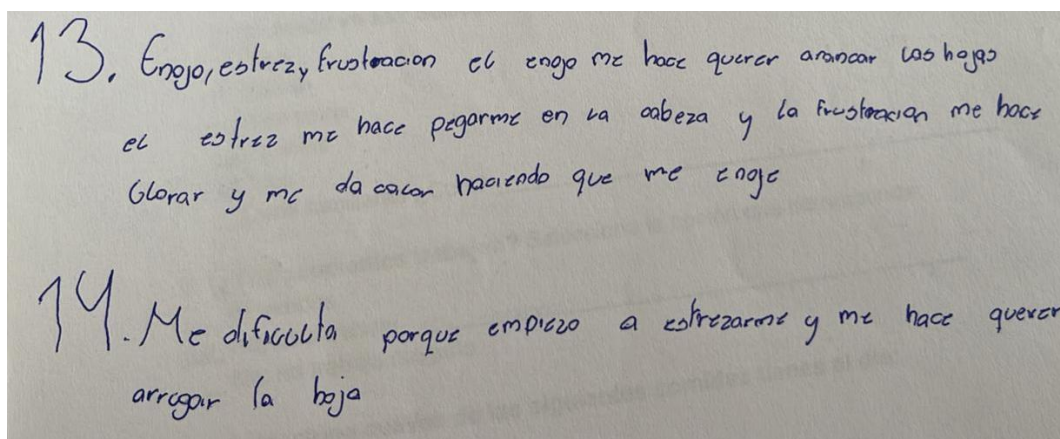 13. Enojo, estrez, frustracion el enojo me hace querer arancar las hojas
el estrez me hace pegarme en la cabeza y la frustracion me hace
llorar y me da calor haciendo que me enoje
14. Me dificulta porque empiezo a estrezarme y me hace querer
arrugar la hoja